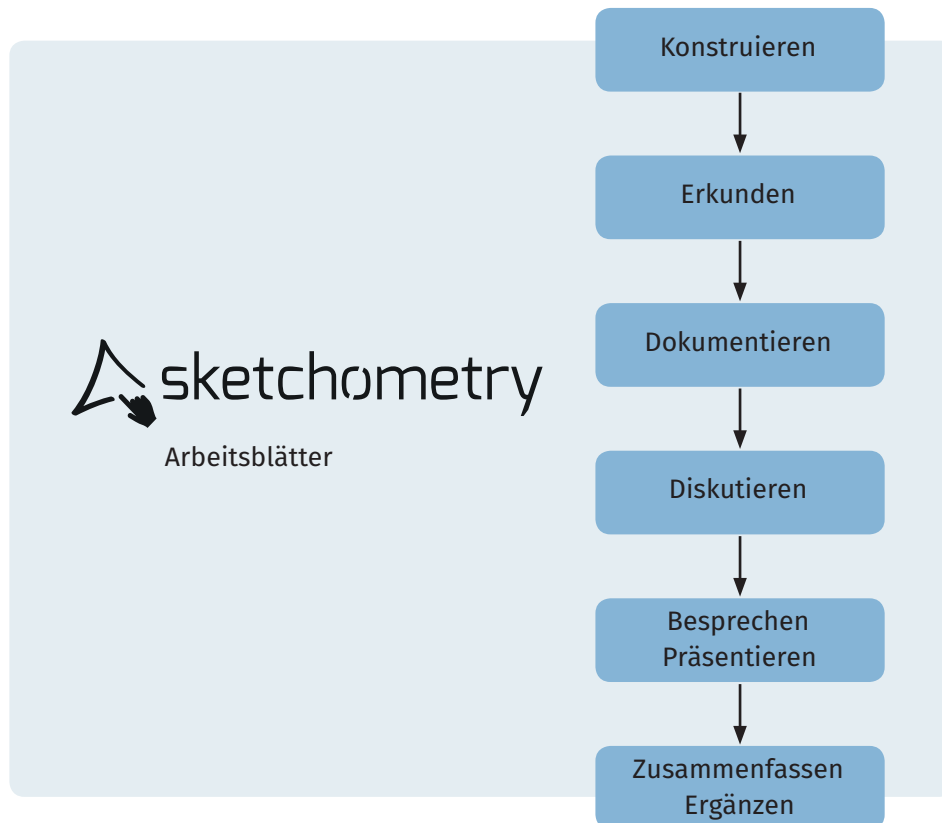 Konstruieren
Erkunden
Dokumentieren
sketchometry
Arbeitsblätter
Diskutieren
Besprechen
Präsentieren
Zusammenfassen
Ergänzen